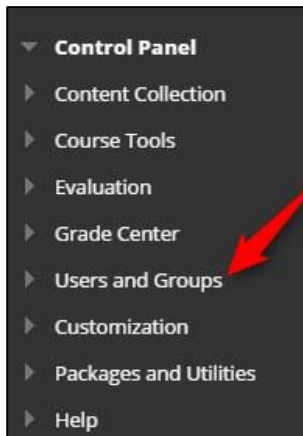 Control Panel
Content Collection
Course Tools
Evaluation
Grade Center
Users and Groups
Customization
Packages and Utilities
Help